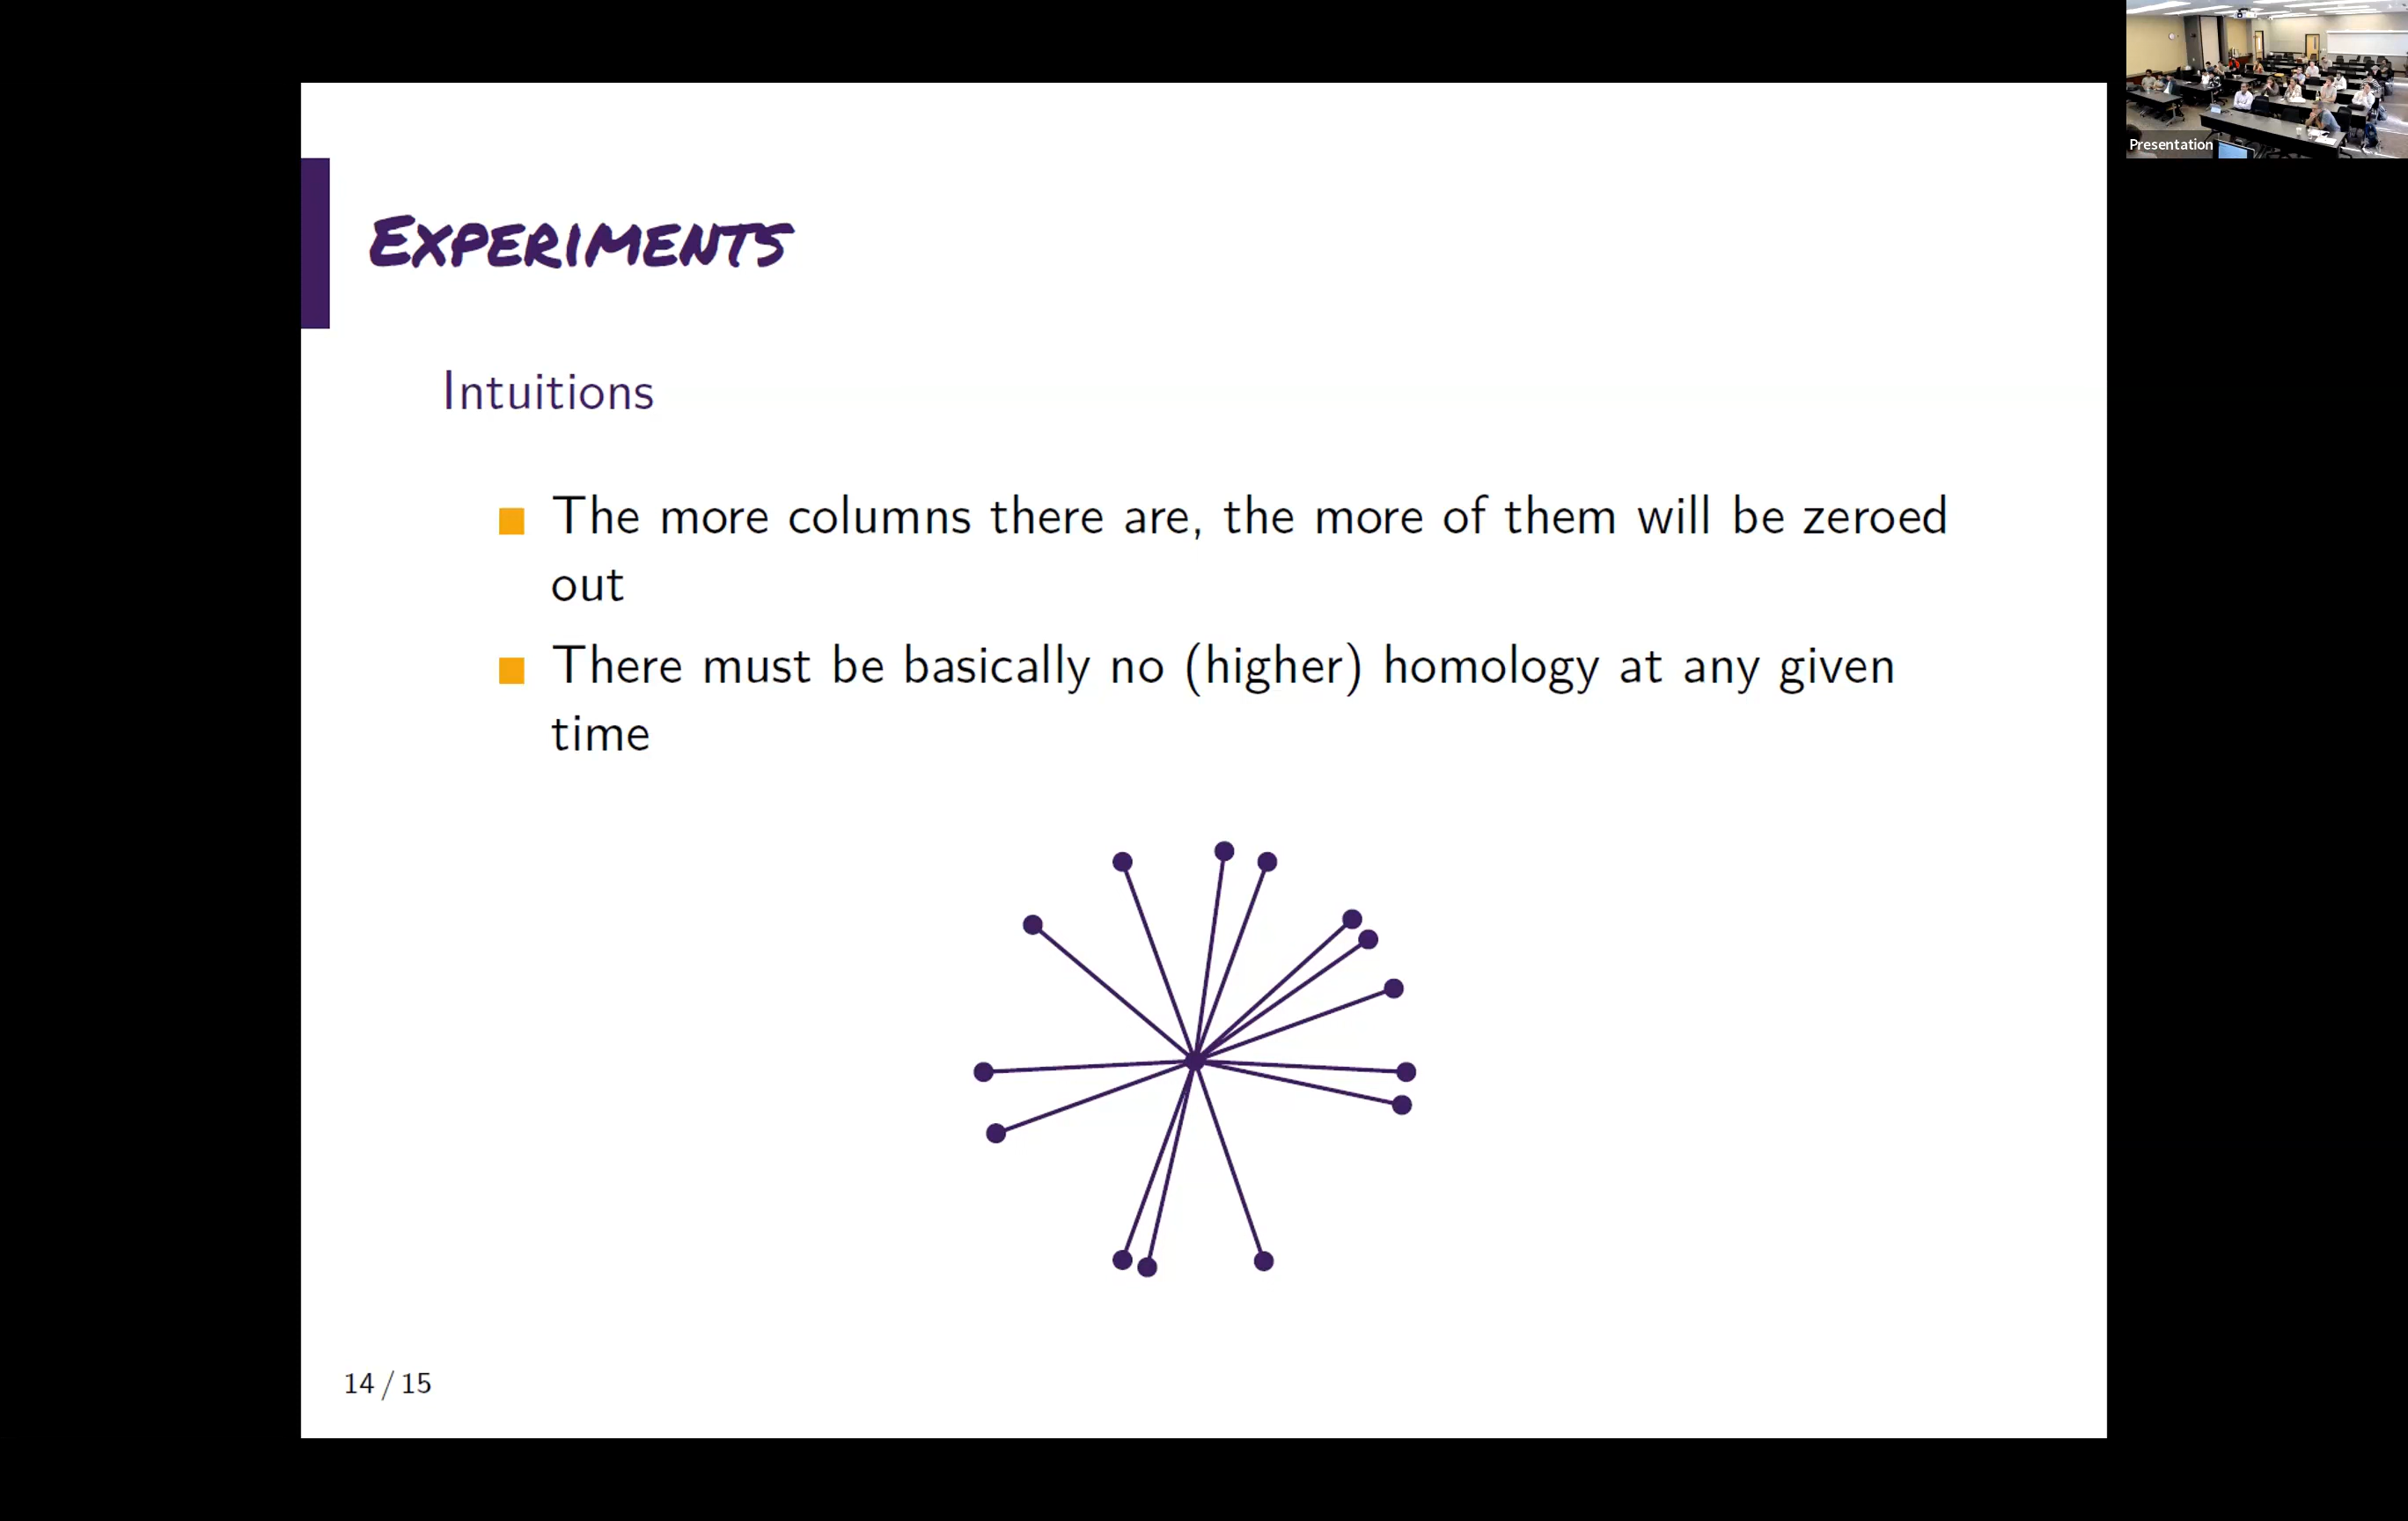 Presentation
EXPERIMENTS
Intuitions
The more columns there are, the more of them will be zeroed
out
There must be basically no (higher) homology at any given
time
14 / 15